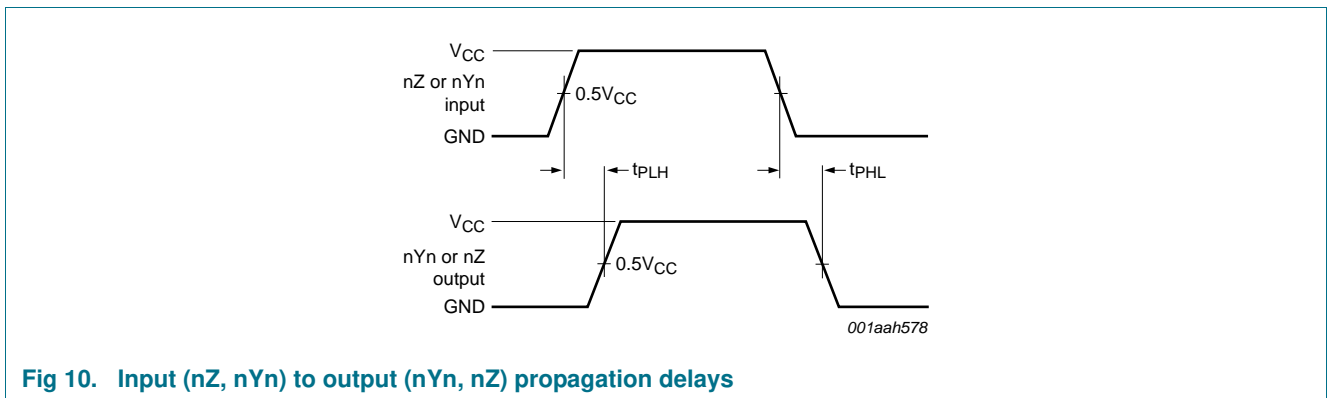 VCC
nZ or nYn
input
0.5VCC
GND
tPLH
tPHL
VCC
nYn or nZ
output
0.5VCC
GND
001aah578
Fig 10. Input (nZ, nYn) to output (nYn, nZ) propagation delays